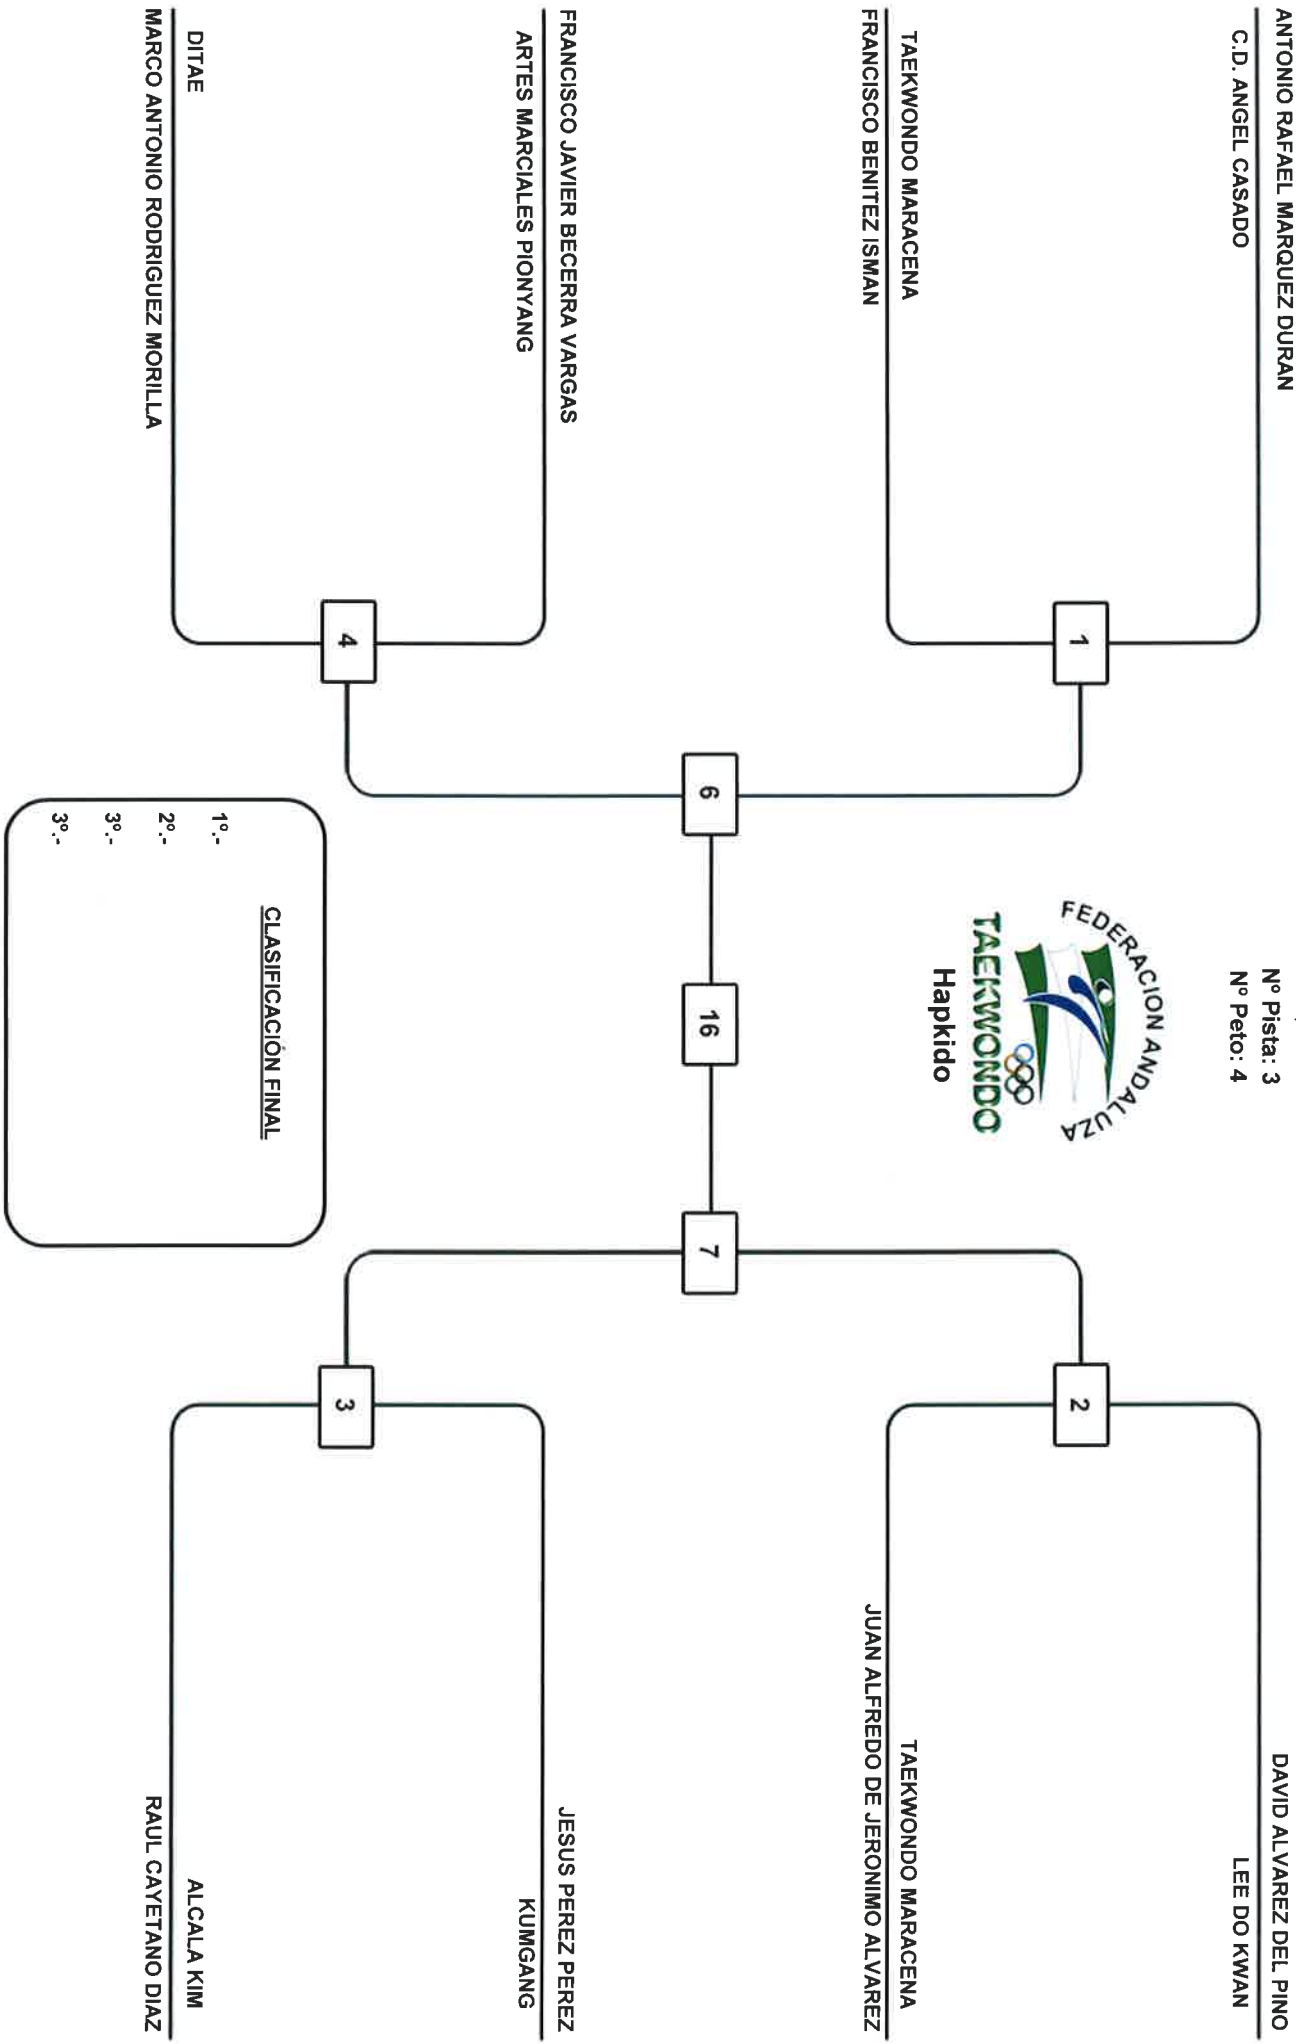 Nº Pista: 3
Nº Peto: 4
FEDERACION ANDALUZA
TAEKWONDO
Hapkido
ANTONIO RAFAEL MARQUEZ DURAN
C.D. ANGEL CASADO
1
TAEKWONDO MARACENA
FRANCISCO BENITEZ ISMAN
6
FRANCISCO JAVIER BECERRA VARGAS
ARTES MARCIALES PIONYANG
4
DITAE
MARCO ANTONIO RODRIGUEZ MORILLA
16
DAVID ALVAREZ DEL PINO
LEE DO KWAN
2
TAEKWONDO MARACENA
JUAN ALFREDO DE JERONIMO ALVAREZ
7
JESUS PEREZ PEREZ
KUMGANG
3
ALCALA KIM
RAUL CAYETANO DIAZ
CLASIFICACIÓN FINAL
1º.-
2º.-
3º.-
3º.-